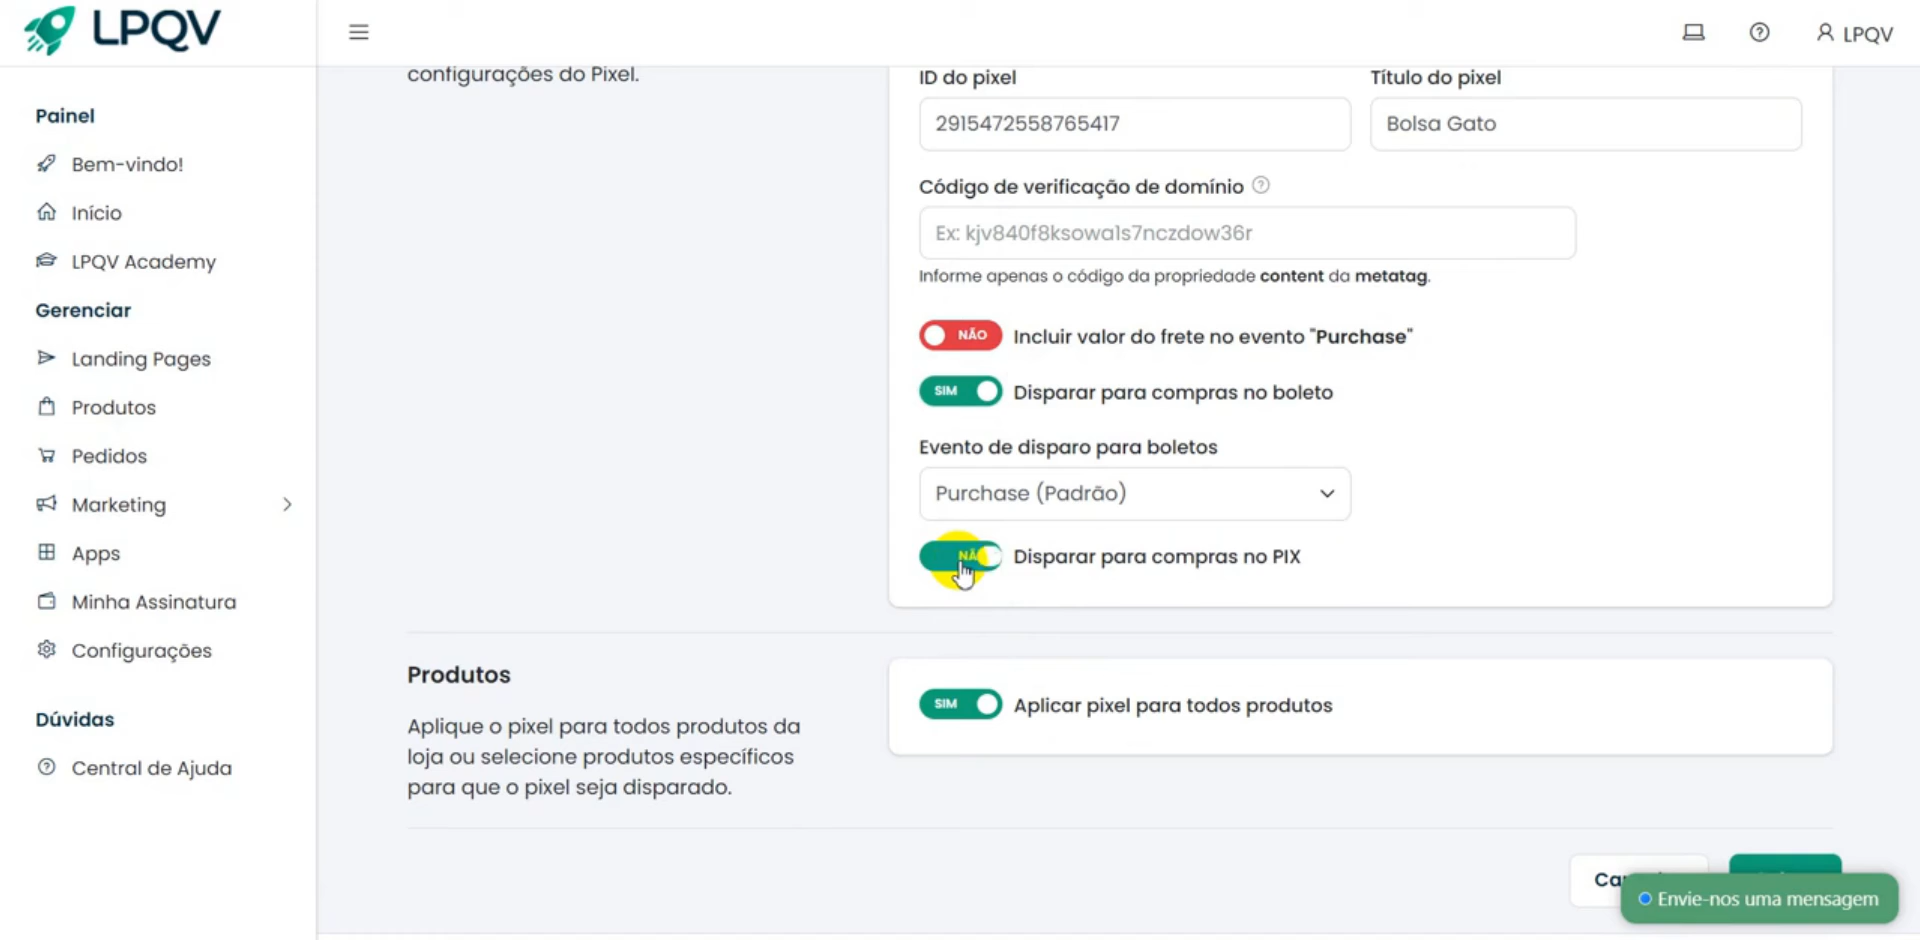 LPQV
LPQV
Painel
Bem-vindo!
Início
LPQV Academy
Gerenciar
Landing Pages
Produtos
Pedidos
Marketing
Apps
Minha Assinatura
Configurações
Dúvidas
Central de Ajuda
configurações do Pixel.
ID do pixel
2915472558765417
Título do pixel
Bolsa Gato
Código de verificação de domínio
Ex: kjv840f8ksowa1s7nczdow36r
Informe apenas o código da propriedade content da metatag.
NÃO Incluir valor do frete no evento "Purchase"
SIM Disparar para compras no boleto
Evento de disparo para boletos
Purchase (Padrão)
Disparar para compras no PIX
Produtos
Aplique o pixel para todos produtos da
loja ou selecione produtos específicos
para que o pixel seja disparado.
SIM Aplicar pixel para todos produtos
Envie-nos uma mensagem